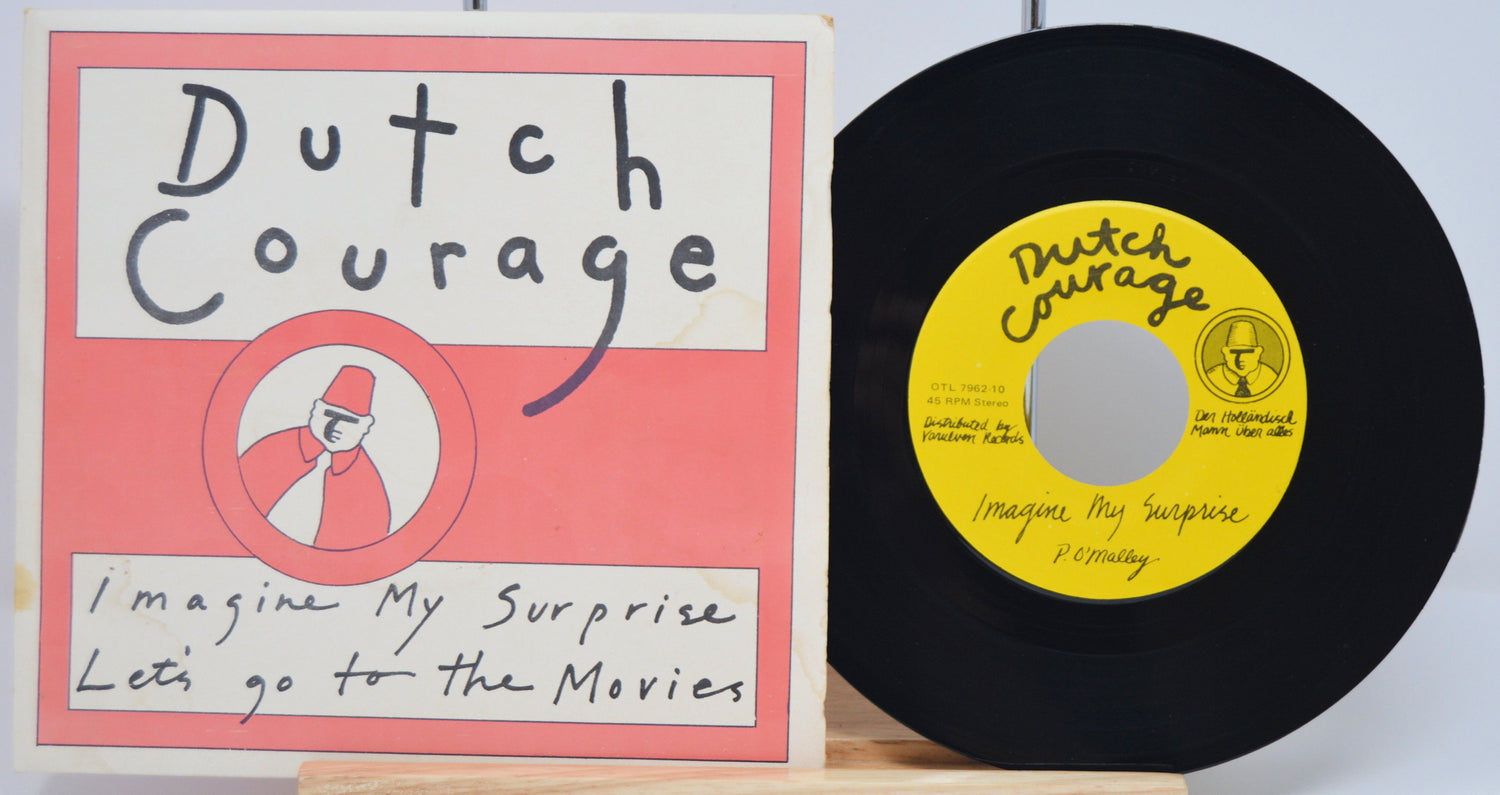 Dutch
Courage
Imagine My Surprise
Let's go to the Movies
Dutch
Courage
OTL 7962-10
45 RPM Stereo
Distributed by
Varulven Records
Der Holländisch
Mann Über alles
Imagine My Surprise
P. O'Malley